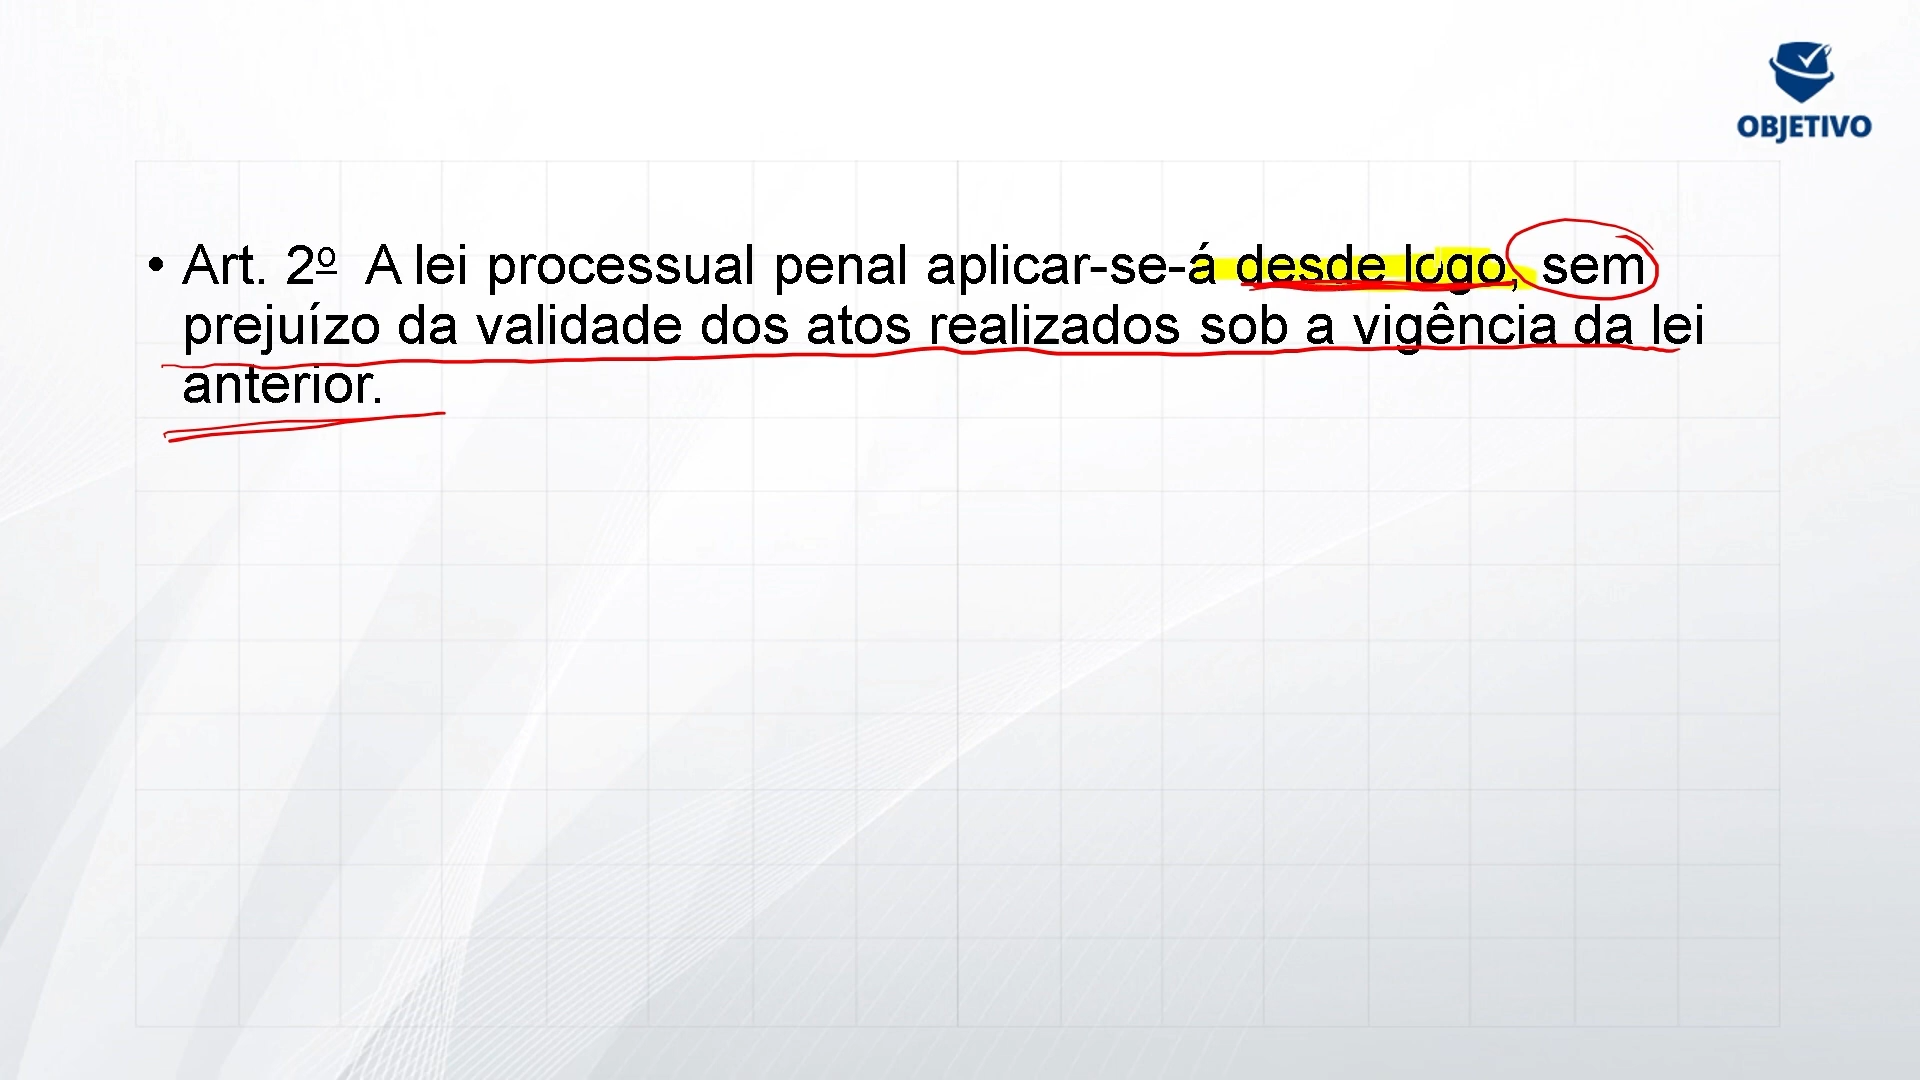 OBJETIVO
• Art. 2º A lei processual penal aplicar-se-á desde logo, sem
prejuízo da validade dos atos realizados sob a vigência da lei
anterior.